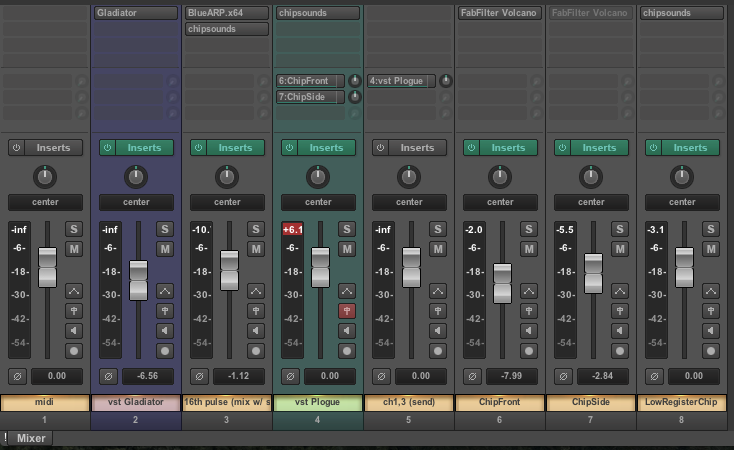 Gladiator BlueARP.x64 chipsounds FabFilter Volcano FabFilter Volcano chipsounds
chipsounds
6:ChipFront 4:vst Plogue
7:ChipSide
Inserts Inserts Inserts Inserts Inserts Inserts Inserts Inserts
center center center center center center center center
-inf S -inf S -10. S +6.1 S -inf S -2.0 S -5.5 S -3.1 S
-6- M -6- M -6- M -6- M -6- M -6- M -6- M -6- M
-18- -18- -18- -18- -18- -18- -18- -18-
-30- -30- -30- -30- -30- -30- -30- -30-
-42- -42- -42- -42- -42- -42- -42- -42-
-54- -54- -54- -54- -54- -54- -54- -54-
0.00 -6.56 -1.12 0.00 0.00 -7.99 -2.84 0.00
midi vst Gladiator 16th pulse (mix w/ s vst Plogue ch1,3 (send) ChipFront ChipSide LowRegisterChip
1 2 3 4 5 6 7 8
! Mixer